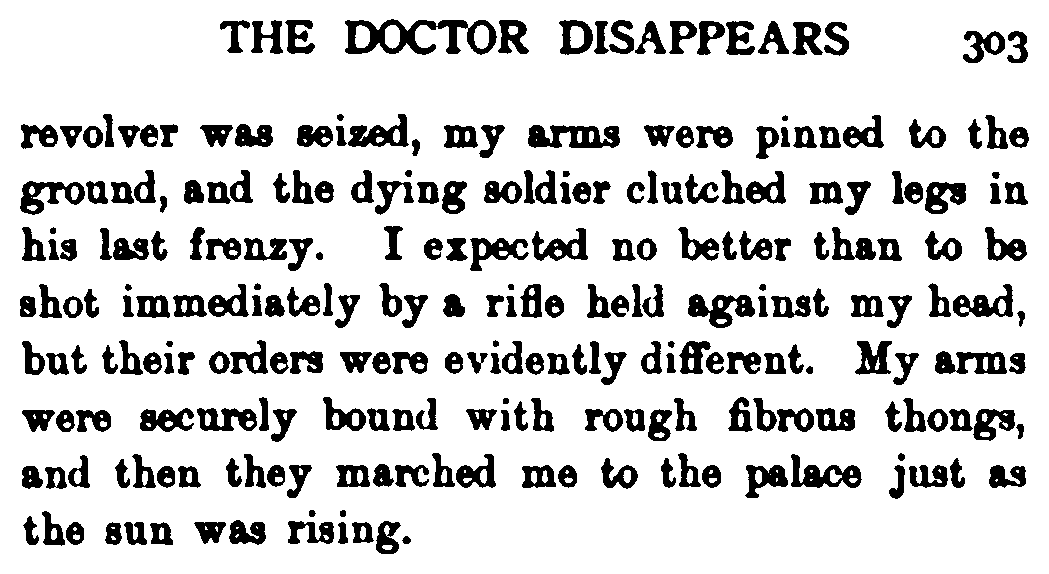 THE DOCTOR DISAPPEARS 303
revolver was seized, my arms were pinned to the
ground, and the dying soldier clutched my legs in
his last frenzy. I expected no better than to be
shot immediately by a rifle held against my head,
but their orders were evidently different. My arms
were securely bound with rough fibrous thongs,
and then they marched me to the palace just as
the sun was rising.